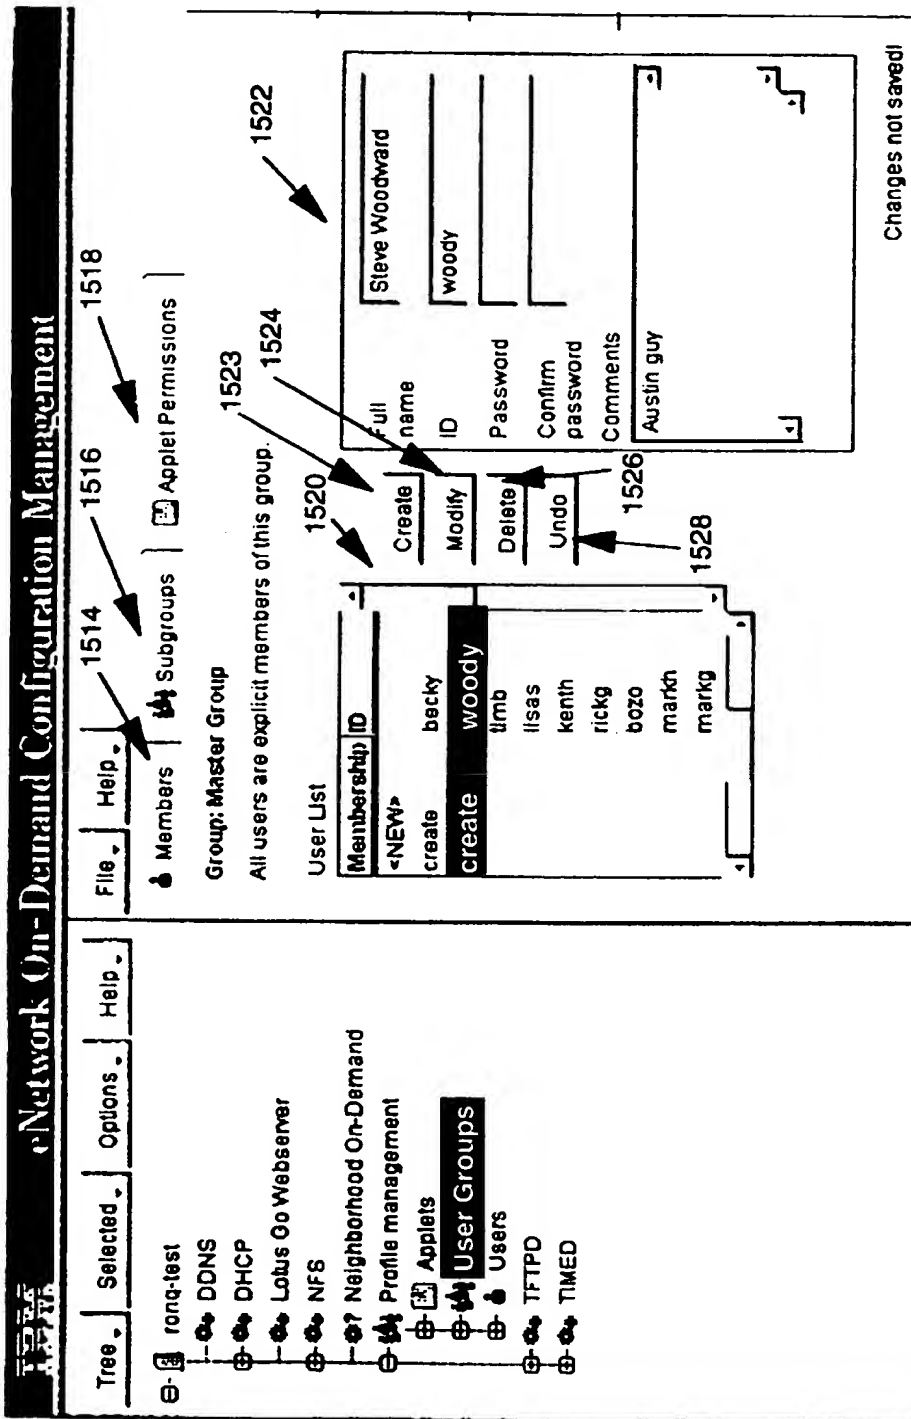 eNetwork On-Demand Configuration Management
Tree Selected Options Help
ronq-test
DDNS
DHCP
Lotus Go Webserver
NFS
Neighborhood On-Demand
Profile management
Applets
User Groups
Users
TFTPD
TIMED
File Help
Members
Subgroups
Applet Permissions
1514
1516
1518
Group: Master Group
All users are explicit members of this group.
User List
Membership ID
<NEW>
create becky
create woody
timb
lisas
kenth
rickg
bozo
markh
markg
1520
1523
1524
Create
Modify
Delete
Undo
1526
1528
1522
Full name
Steve Woodward
ID
woody
Password
Confirm password
Comments
Austin guy
Changes not saved!